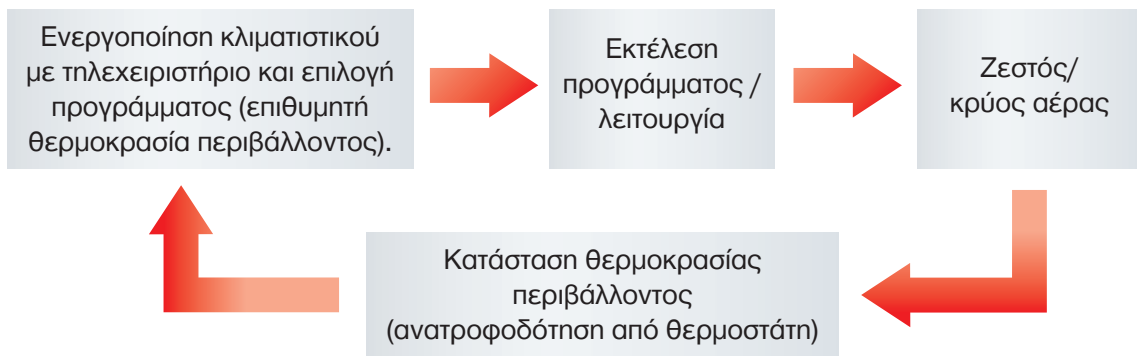 Ενεργοποίηση κλιματιστικού
με τηλεχειριστήριο και επιλογή
προγράμματος (επιθυμητή
θερμοκρασία περιβάλλοντος).
Εκτέλεση
προγράμματος /
λειτουργία
Ζεστός/
κρύος αέρας
Κατάσταση θερμοκρασίας
περιβάλλοντος
(ανατροφοδότηση από θερμοστάτη)